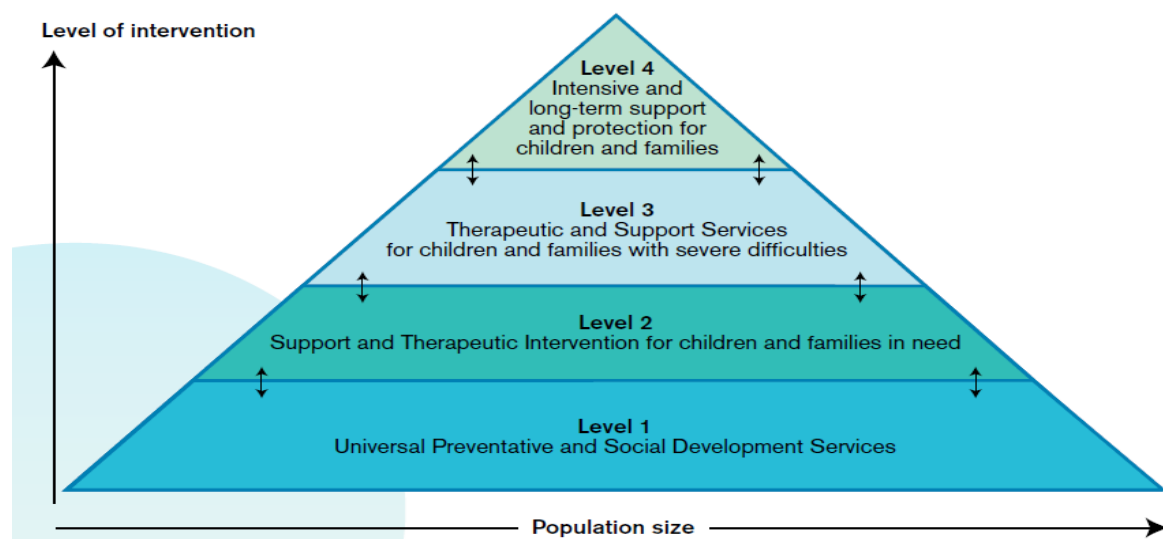 Level of intervention
Level 4
Intensive and
long-term support
and protection for
children and families
Level 3
Therapeutic and Support Services
for children and families with severe difficulties
Level 2
Support and Therapeutic Intervention for children and families in need
Level 1
Universal Preventative and Social Development Services
Population size